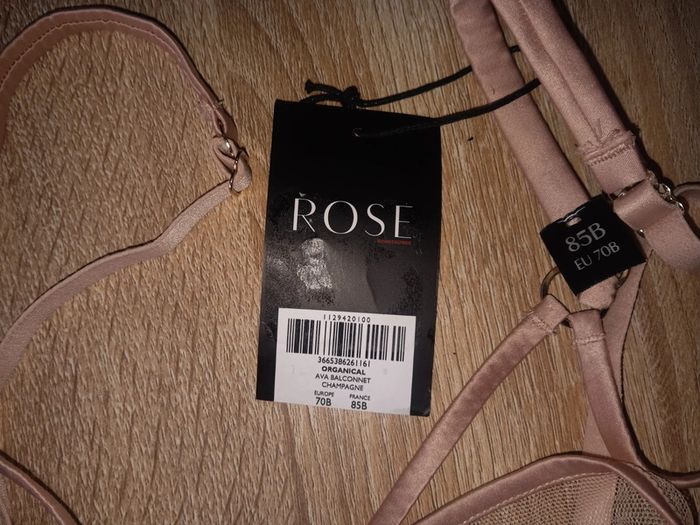 ROSE
1129420100
3665386261161
ORGANICAL
AVA BALCONNET
CHAMPAGNE
EUROPE FRANCE
70B 85B
85B
EU 70B